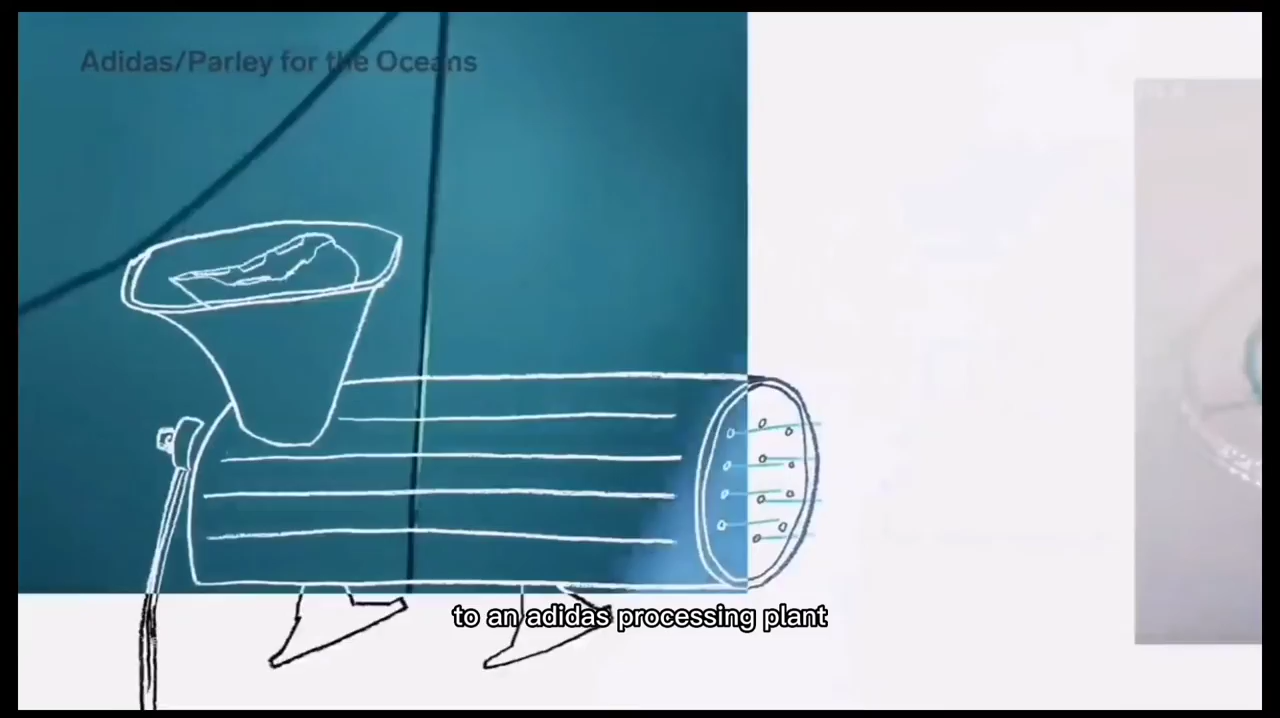 Adidas/Parley for the Oceans
to an adidas processing plant